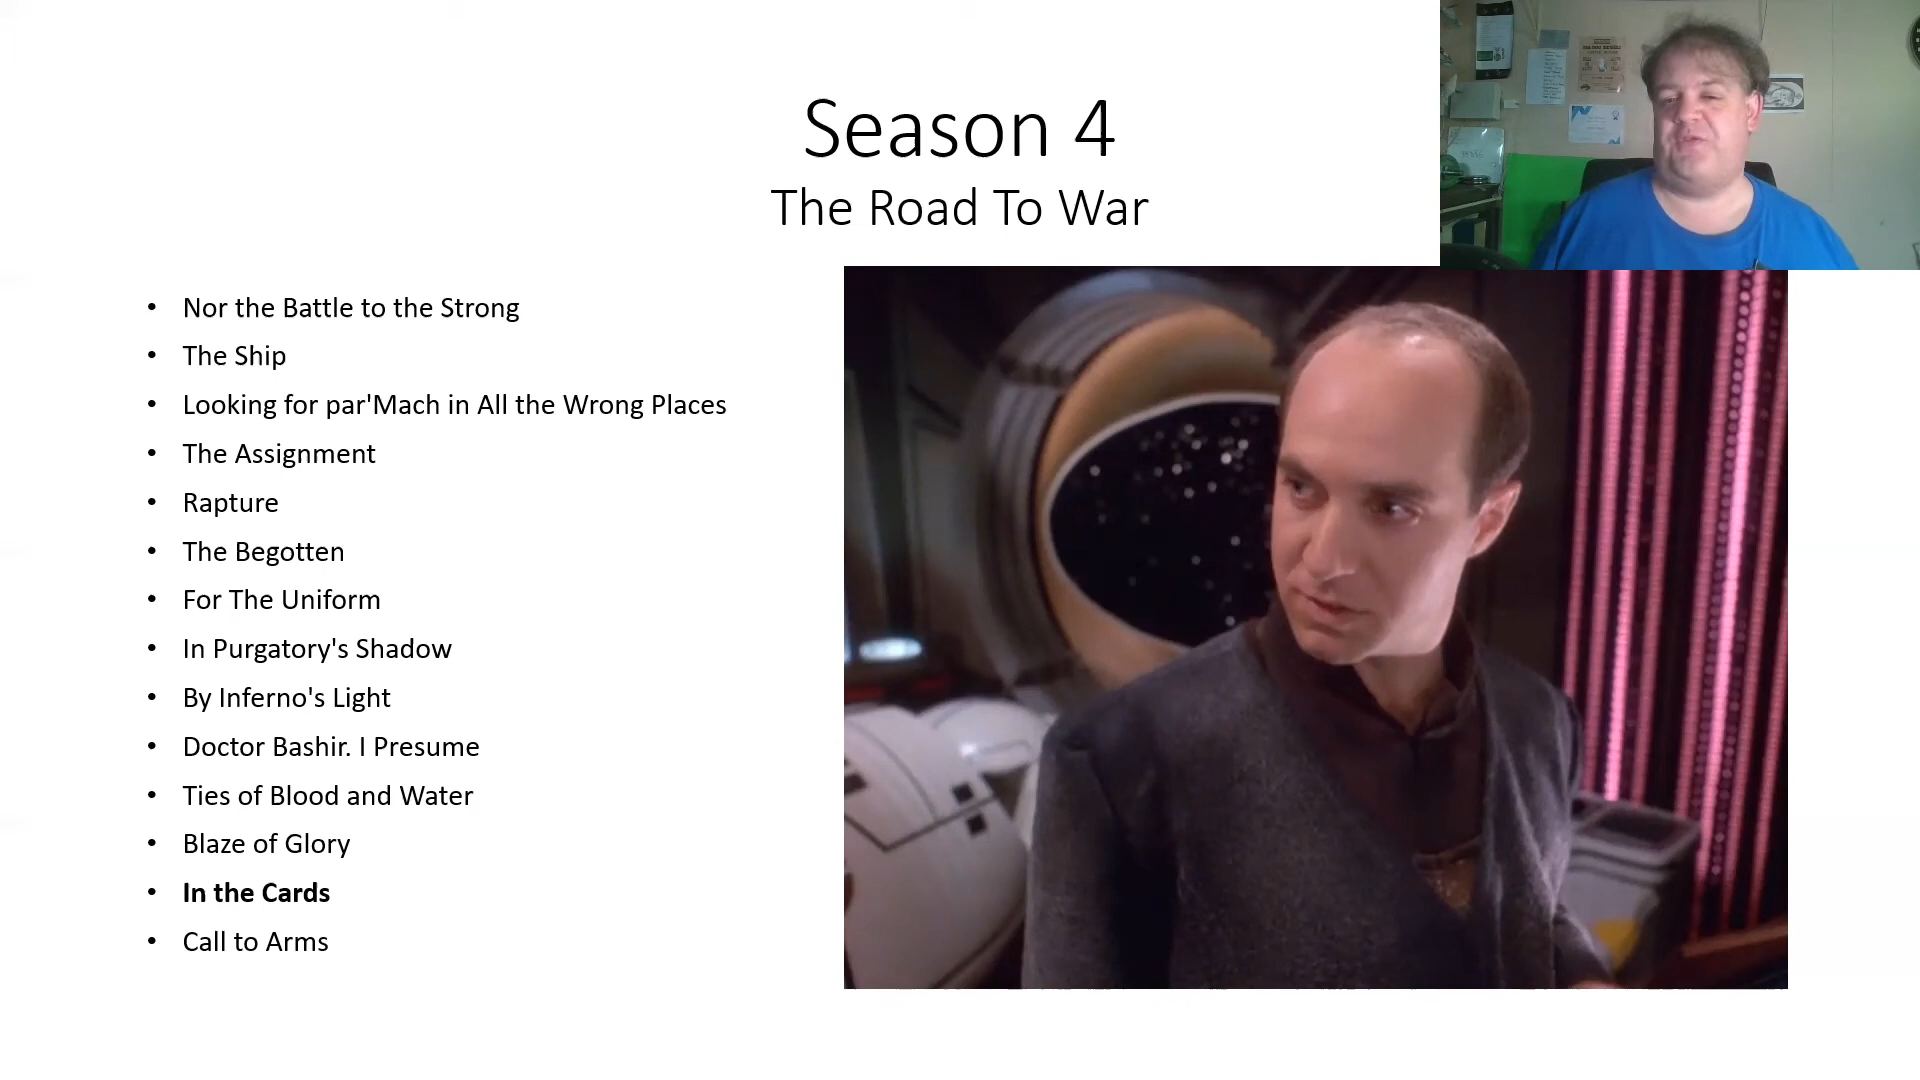 Season 4
The Road To War
• Nor the Battle to the Strong
• The Ship
• Looking for par'Mach in All the Wrong Places
• The Assignment
• Rapture
• The Begotten
• For The Uniform
• In Purgatory's Shadow
• By Inferno's Light
• Doctor Bashir. I Presume
• Ties of Blood and Water
• Blaze of Glory
• In the Cards
• Call to Arms